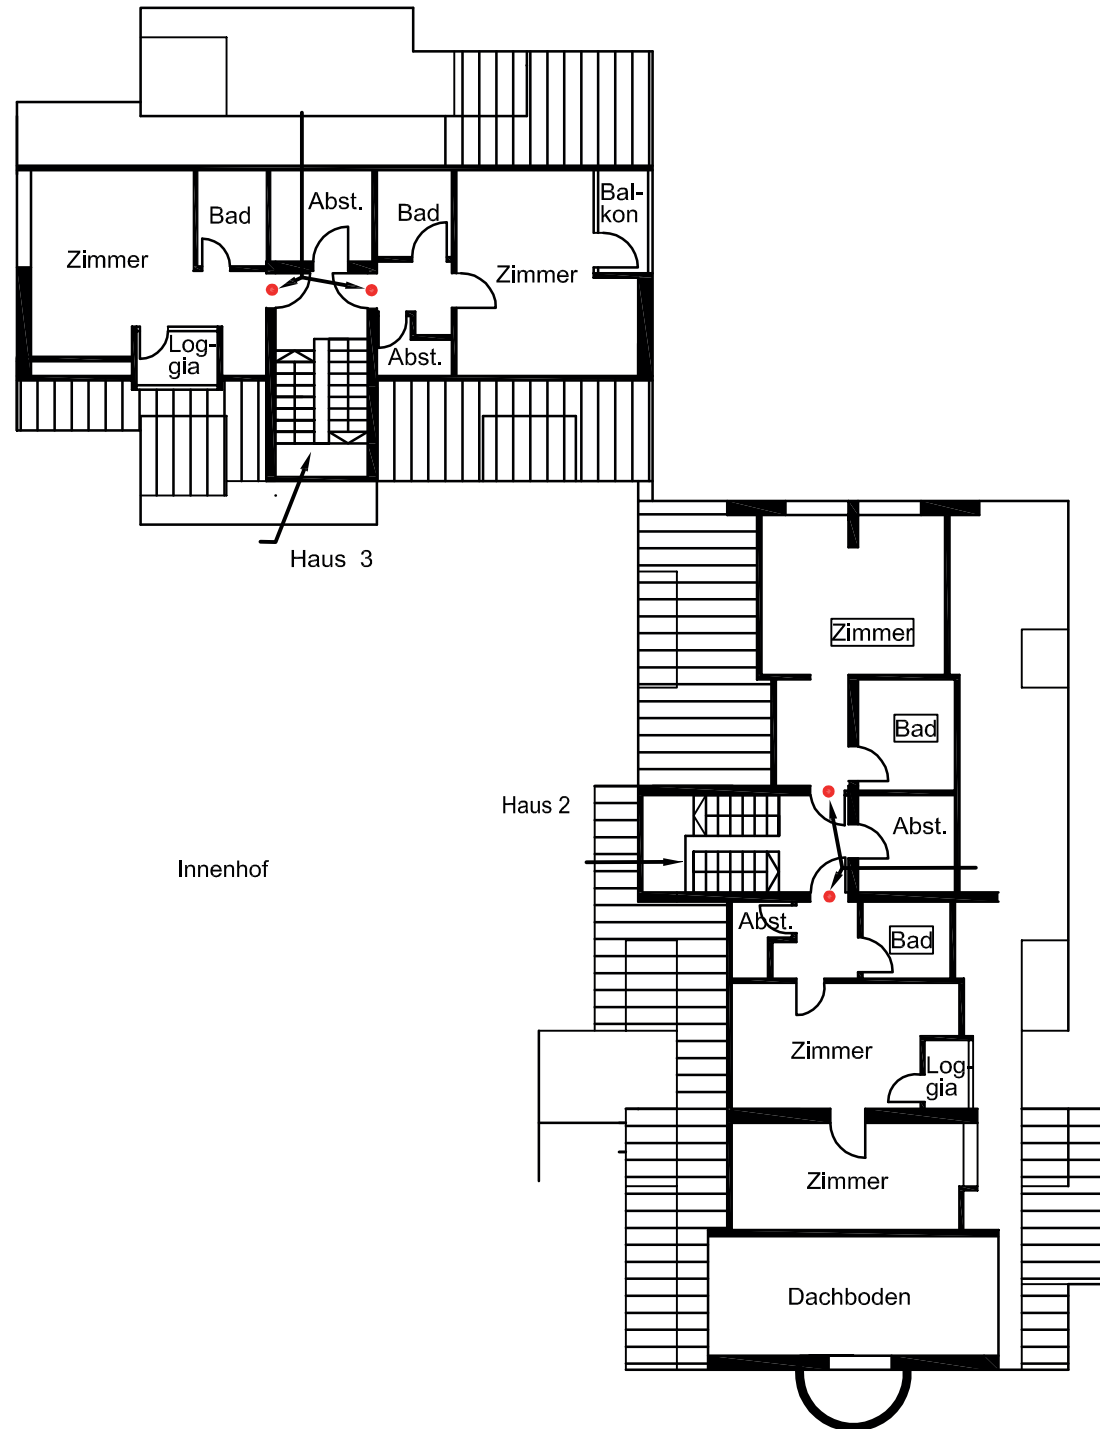 Zimmer
Bad
Abst.
Bad
Zimmer
Bal-
kon
Log-
gia
Abst.
Haus 3
Zimmer
Bad
Haus 2
Abst.
Innenhof
Abst.
Bad
Zimmer
Log-
gia
Zimmer
Dachboden